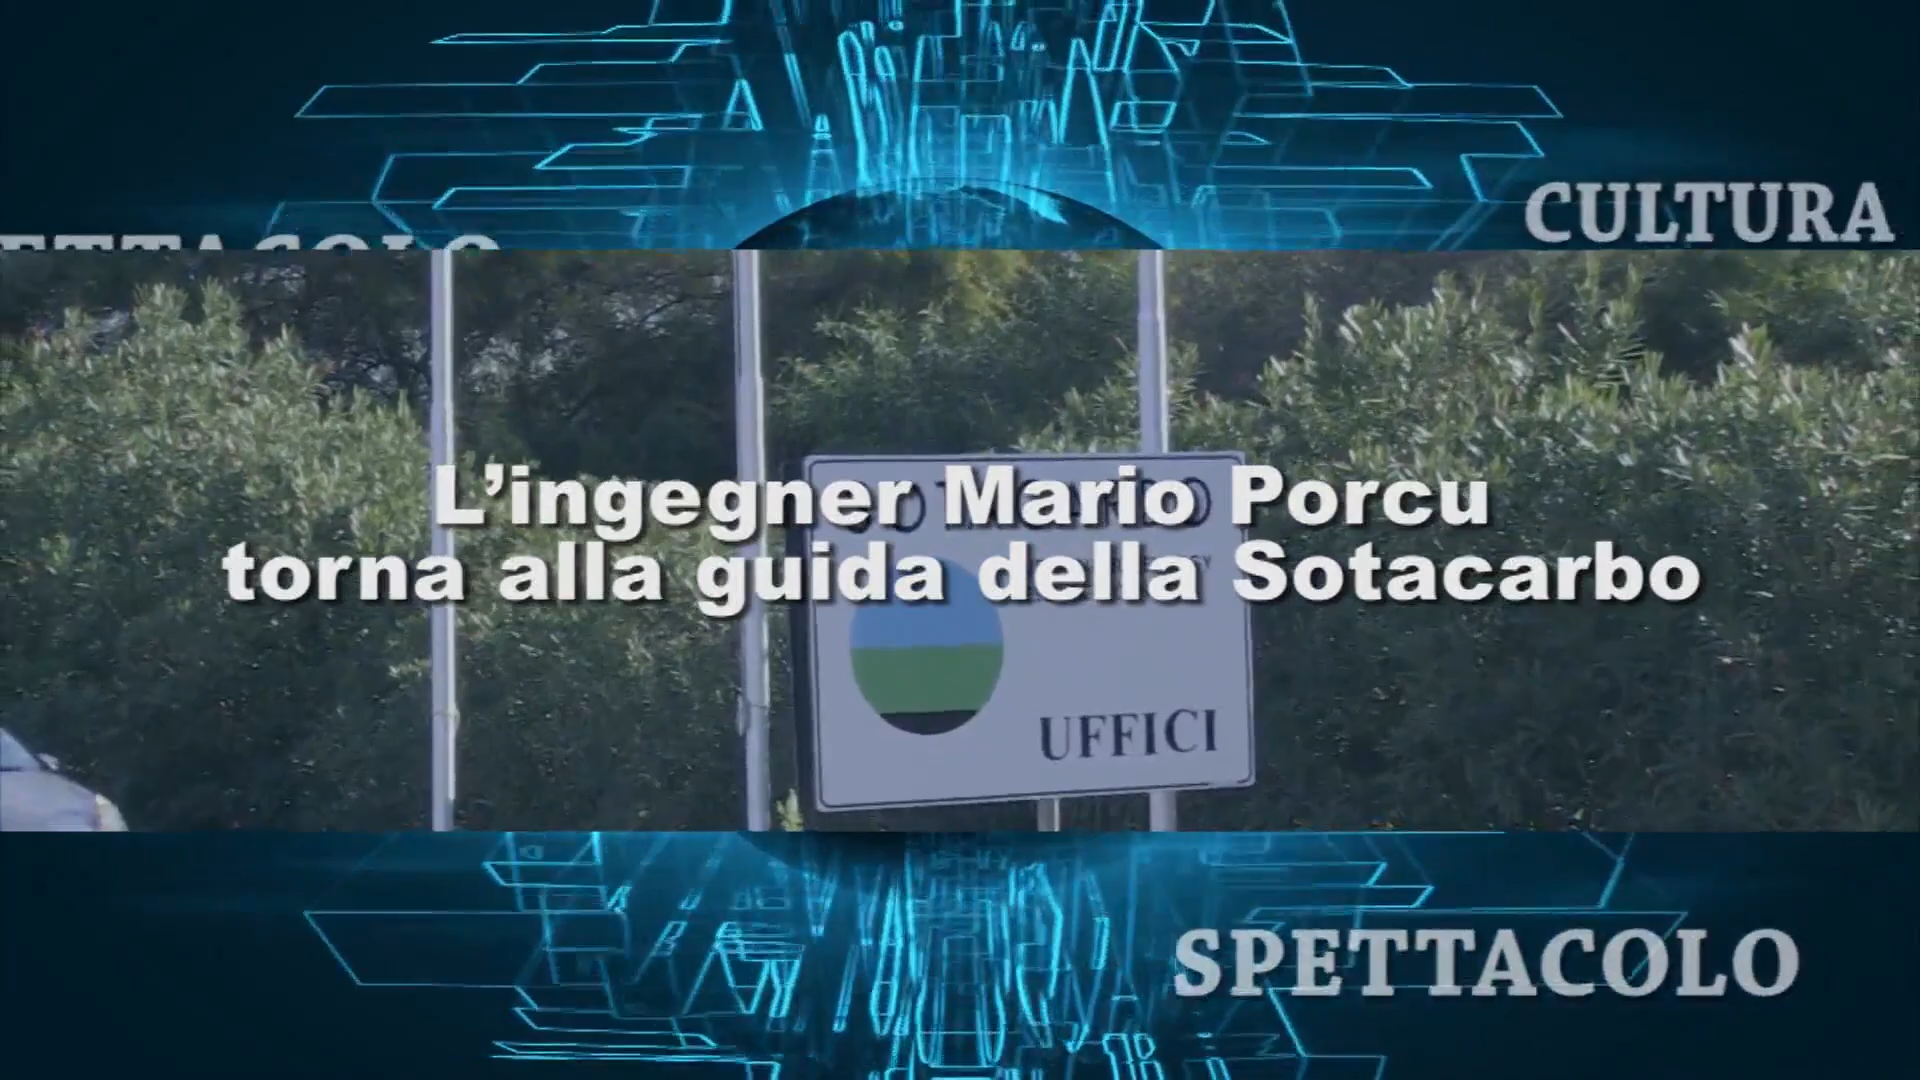 CULTURA
L'ingegner Mario Porcu
torna alla guida della Sotacarbo
UFFICI
SPETTACOLO